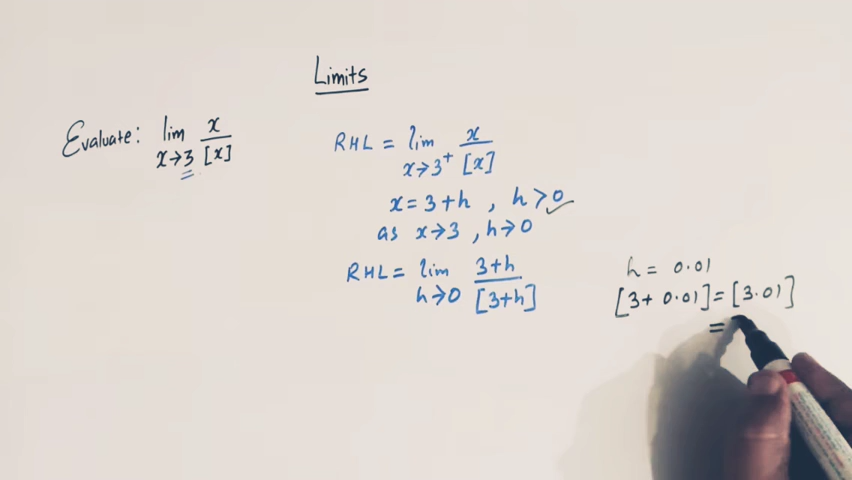 Limits
Evaluate: lim x→3 x/[x]
RHL = lim x→3⁺ x/[x]
x = 3+h , h>0
as x→3 , h→0
RHL = lim h→0 3+h/[3+h]
h = 0.01
[3+ 0.01] = [3.01]
=